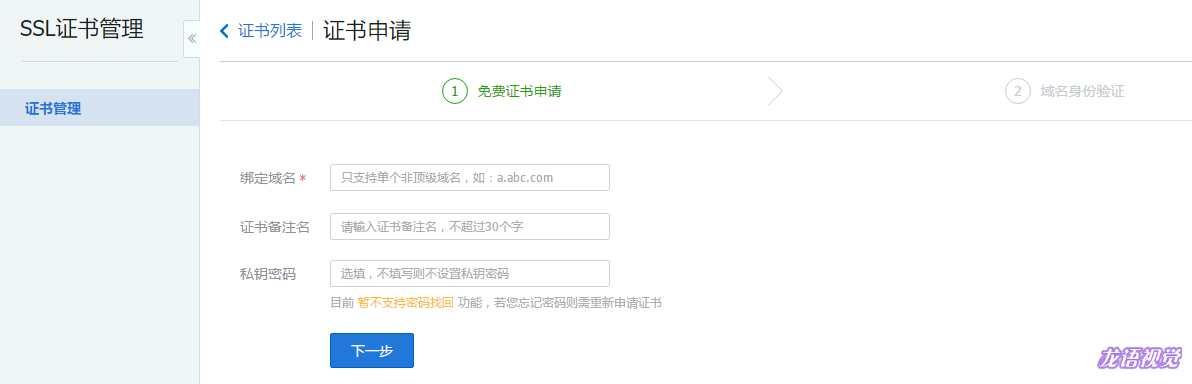 SSL证书管理
«
证书列表 | 证书申请
1 免费证书申请
2 域名身份验证
证书管理
绑定域名 * 只支持单个非顶级域名，如：a.abc.com
证书备注名 请输入证书备注名，不超过30个字
私钥密码 选填，不填写则不设置私钥密码
目前 暂不支持密码找回 功能，若您忘记密码则需重新申请证书
下一步
龙语视觉